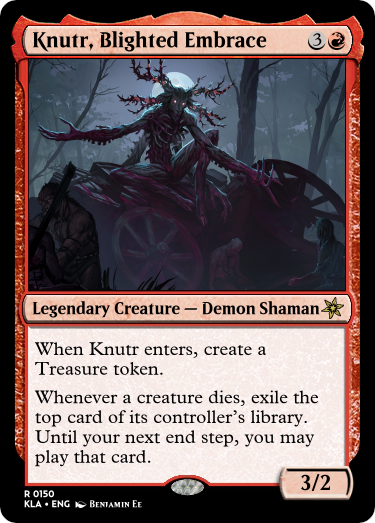 Knutr, Blighted Embrace 3
Legendary Creature — Demon Shaman
When Knutr enters, create a
Treasure token.
Whenever a creature dies, exile the
top card of its controller's library.
Until your next end step, you may
play that card.
3/2
R 0150
KLA • ENG Benjamin Ee